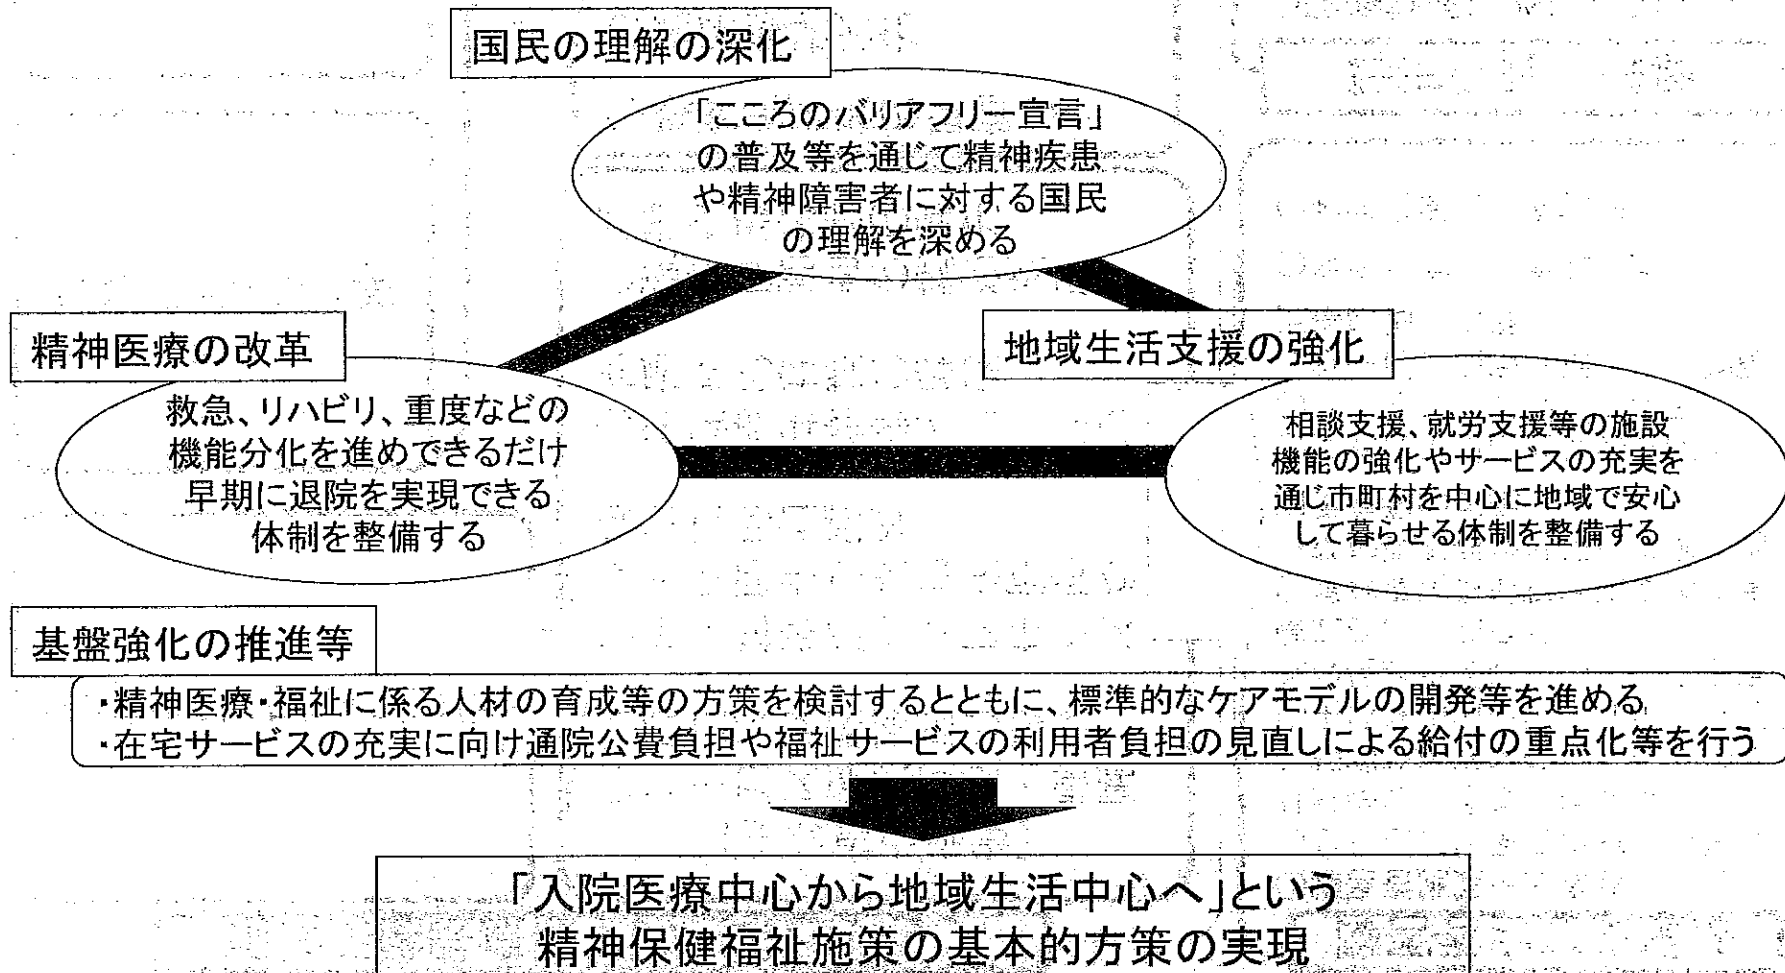 国民の理解の深化
「こころのバリアフリー宣言」
の普及等を通じて精神疾患
や精神障害者に対する国民
の理解を深める
精神医療の改革
救急、リハビリ、重度などの
機能分化を進めできるだけ
早期に退院を実現できる
体制を整備する
地域生活支援の強化
相談支援、就労支援等の施設
機能の強化やサービスの充実を
通じ市町村を中心に地域で安心
して暮らせる体制を整備する
基盤強化の推進等
・精神医療・福祉に係る人材の育成等の方策を検討するとともに、標準的なケアモデルの開発等を進める
・在宅サービスの充実に向け通院公費負担や福祉サービスの利用者負担の見直しによる給付の重点化等を行う
「入院医療中心から地域生活中心へ」という
精神保健福祉施策の基本的方策の実現